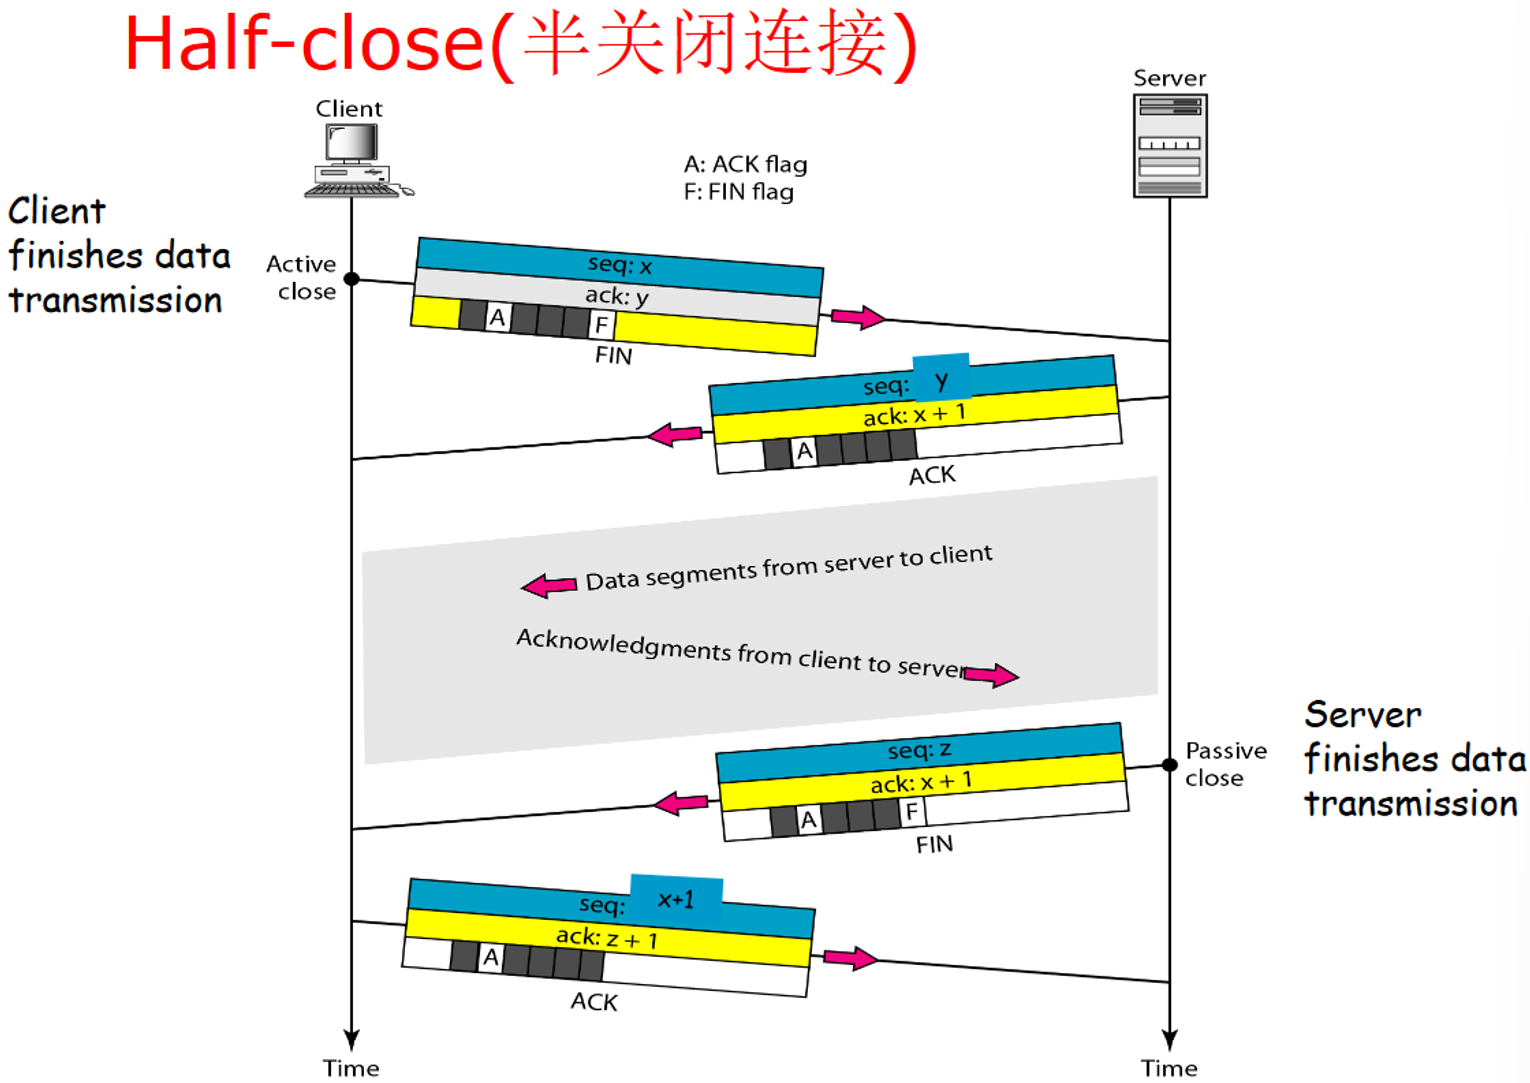 Half-close(半关闭连接)
Client
Server
A: ACK flag
F: FIN flag
Client
finishes data
transmission
Active
close
seq: x
ack: y
A F
FIN
seq: y
ack: x + 1
A
ACK
Data segments from server to client
Acknowledgments from client to server
Server
finishes data
transmission
Passive
close
seq: z
ack: x + 1
A F
FIN
seq: x+1
ack: z + 1
A
ACK
Time
Time